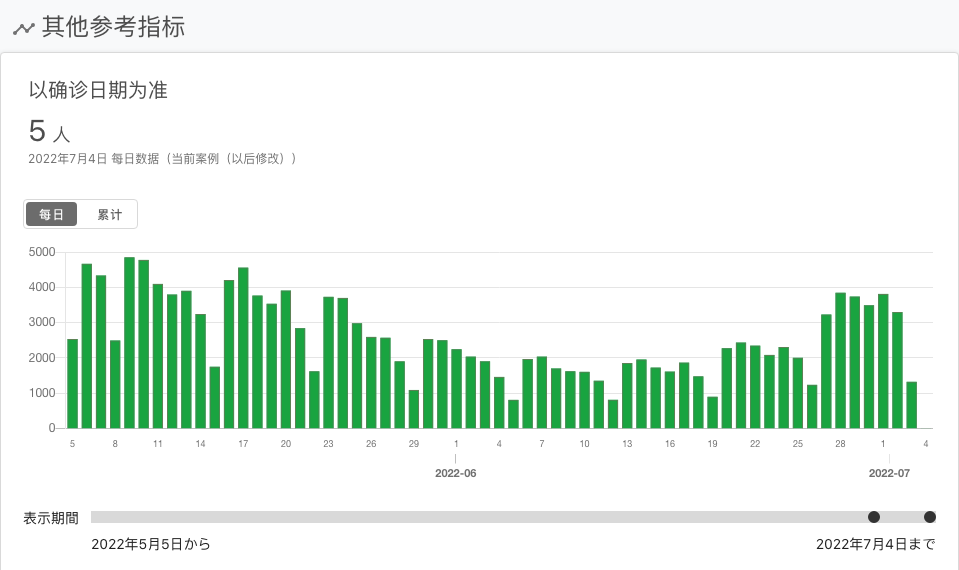 其他参考指标
以确诊日期为准
5 人
2022年7月4日 每日数据（当前案例（以后修改））
每日 累计
5000
4000
3000
2000
1000
0
5 8 11 14 17 20 23 26 29 1 4 7 10 13 16 19 22 25 28 1 4
2022-06 2022-07
表示期間
2022年5月5日から 2022年7月4日まで